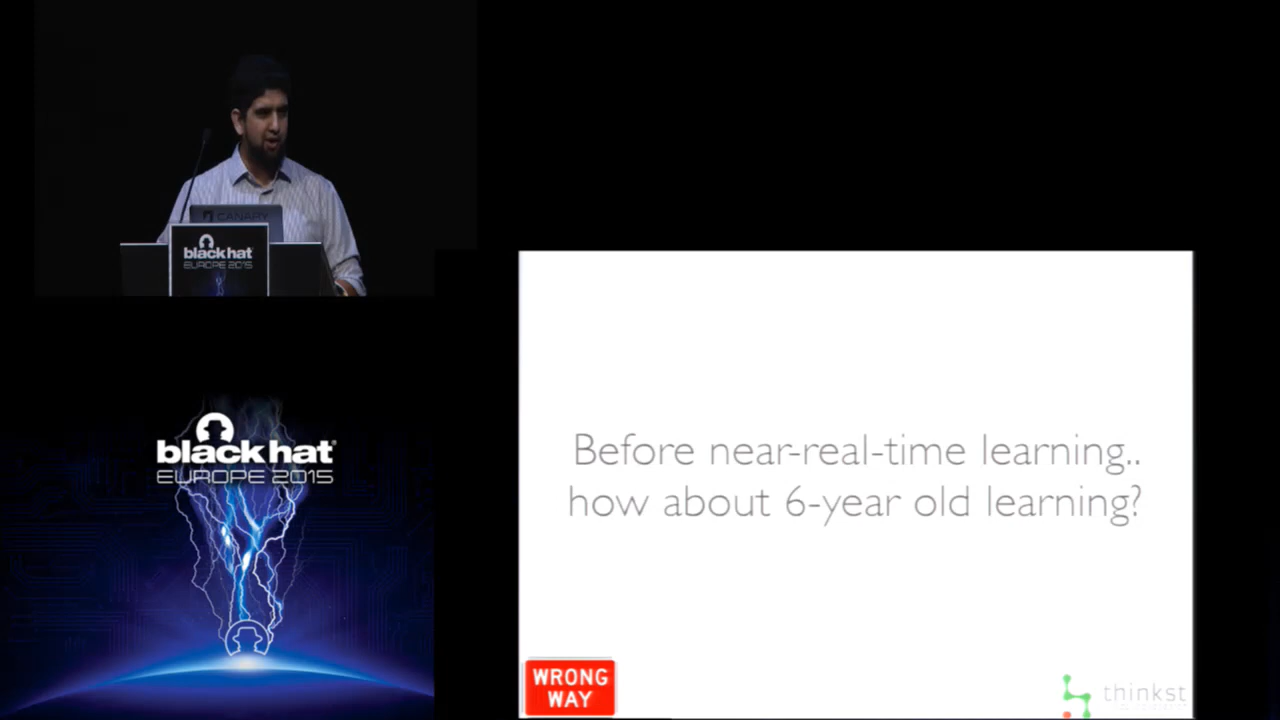 CANARY
black hat
EUROPE 2015
black hat
EUROPE 2015
Before near-real-time learning..
how about 6-year old learning?
WRONG
WAY
thinkst